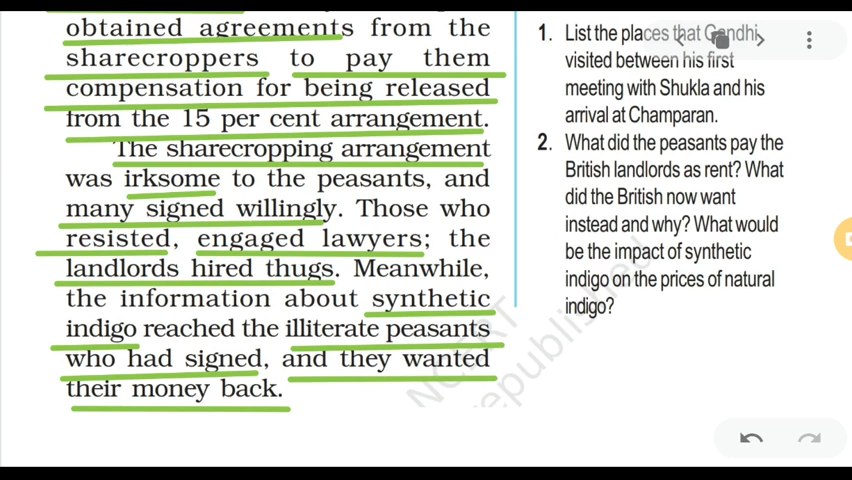 obtained agreements from the
sharecroppers to pay them
compensation for being released
from the 15 per cent arrangement.
The sharecropping arrangement
was irksome to the peasants, and
many signed willingly. Those who
resisted, engaged lawyers; the
landlords hired thugs. Meanwhile,
the information about synthetic
indigo reached the illiterate peasants
who had signed, and they wanted
their money back.
1. List the places that Gandhi
visited between his first
meeting with Shukla and his
arrival at Champaran.
2. What did the peasants pay the
British landlords as rent? What
did the British now want
instead and why? What would
be the impact of synthetic
indigo on the prices of natural
indigo?
NCERT
republished